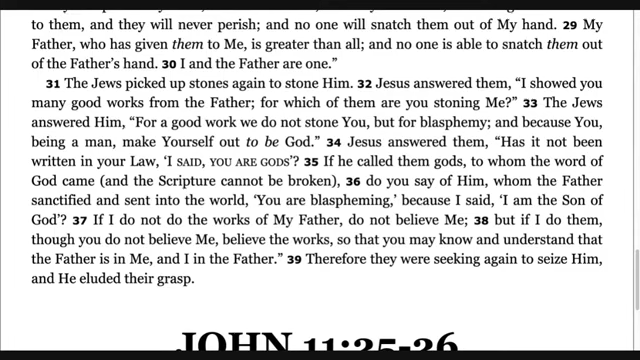 to them, and they will never perish; and no one will snatch them out of My hand. 29 My
Father, who has given them to Me, is greater than all; and no one is able to snatch them out
of the Father's hand. 30 I and the Father are one.”
31 The Jews picked up stones again to stone Him. 32 Jesus answered them, “I showed you
many good works from the Father; for which of them are you stoning Me?” 33 The Jews
answered Him, “For a good work we do not stone You, but for blasphemy; and because You,
being a man, make Yourself out to be God.” 34 Jesus answered them, “Has it not been
written in your Law, ‘I SAID, YOU ARE GODS’? 35 If he called them gods, to whom the word of
God came (and the Scripture cannot be broken), 36 do you say of Him, whom the Father
sanctified and sent into the world, ‘You are blaspheming,’ because I said, ‘I am the Son of
God’? 37 If I do not do the works of My Father, do not believe Me; 38 but if I do them,
though you do not believe Me, believe the works, so that you may know and understand that
the Father is in Me, and I in the Father.” 39 Therefore they were seeking again to seize Him,
and He eluded their grasp.
JOHN 11:25-26